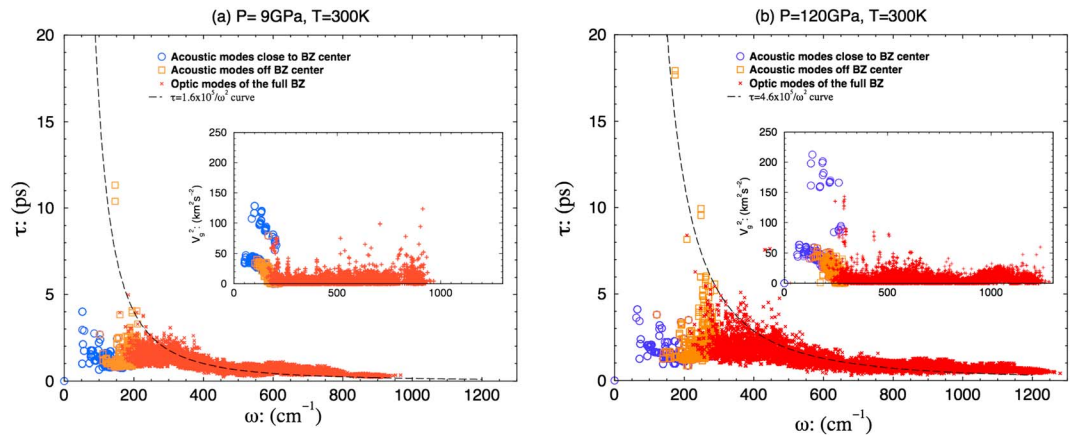 (a) P= 9GPa, T=300K
20
15
10
5
0
τ: (ps)
Acoustic modes close to BZ center
Acoustic modes off BZ center
Optic modes of the full BZ
τ=1.6x10⁵/ω² curve
250
200
150
100
50
0
V_g²: (km²s⁻²)
0 500 1000
0 200 400 600 800 1000 1200
ω: (cm⁻¹)
(b) P=120GPa, T=300K
20
15
10
5
0
τ: (ps)
Acoustic modes close to BZ center
Acoustic modes off BZ center
Optic modes of the full BZ
τ=4.6x10⁵/ω² curve
250
200
150
100
50
0
V_g²: (km²s⁻²)
0 500 1000
0 200 400 600 800 1000 1200
ω: (cm⁻¹)